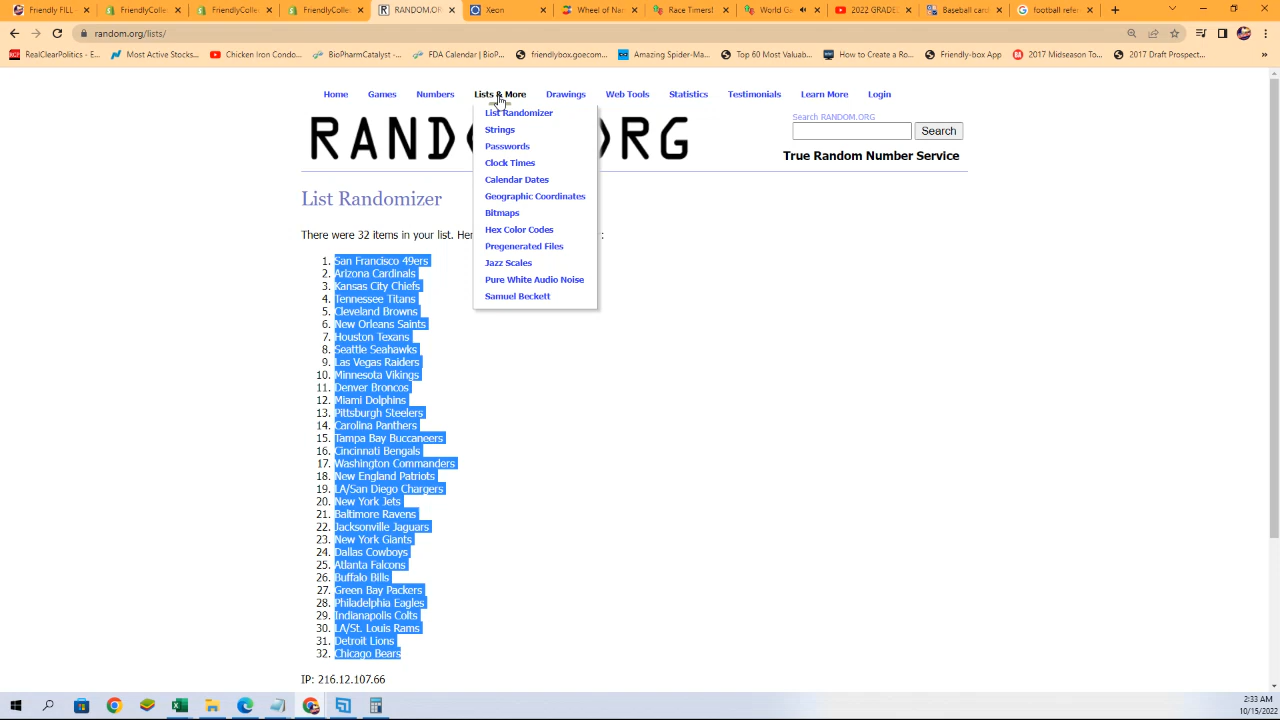 Friendly FILL -
FriendlyCollec
FriendlyCollec
RANDOM.ORG
Xeon
Wheel of Na
Race Times!
Wheel
2022 GRADE
Baseball car
football refer
random.org/lists/
RealClearPolitics - E...
Most Active Stocks...
Chicken Iron Condo...
BioPharmCatalyst -...
FDA Calendar | BioP...
friendlybox.goecom...
Amazing Spider-Ma...
Top 60 Most Valuab...
How to Create a Ro...
Friendly-box App
2017 Midseason To...
2017 Draft Prospect...
Home
Games
Numbers
Lists & More
Drawings
Web Tools
Statistics
Testimonials
Learn More
Login
List Randomizer
Strings
Passwords
Clock Times
Calendar Dates
Geographic Coordinates
Bitmaps
Hex Color Codes
Pregenerated Files
Jazz Scales
Pure White Audio Noise
Samuel Beckett
Search RANDOM.ORG
Search
True Random Number Service
List Randomizer
There were 32 items in your list. Her
1. San Francisco 49ers
2. Arizona Cardinals
3. Kansas City Chiefs
4. Tennessee Titans
5. Cleveland Browns
6. New Orleans Saints
7. Houston Texans
8. Seattle Seahawks
9. Las Vegas Raiders
10. Minnesota Vikings
11. Denver Broncos
12. Miami Dolphins
13. Pittsburgh Steelers
14. Carolina Panthers
15. Tampa Bay Buccaneers
16. Cincinnati Bengals
17. Washington Commanders
18. New England Patriots
19. LA/San Diego Chargers
20. New York Jets
21. Baltimore Ravens
22. Jacksonville Jaguars
23. New York Giants
24. Dallas Cowboys
25. Atlanta Falcons
26. Buffalo Bills
27. Green Bay Packers
28. Philadelphia Eagles
29. Indianapolis Colts
30. LA/St. Louis Rams
31. Detroit Lions
32. Chicago Bears
IP: 216.12.107.66
2:33 AM
10/15/2022